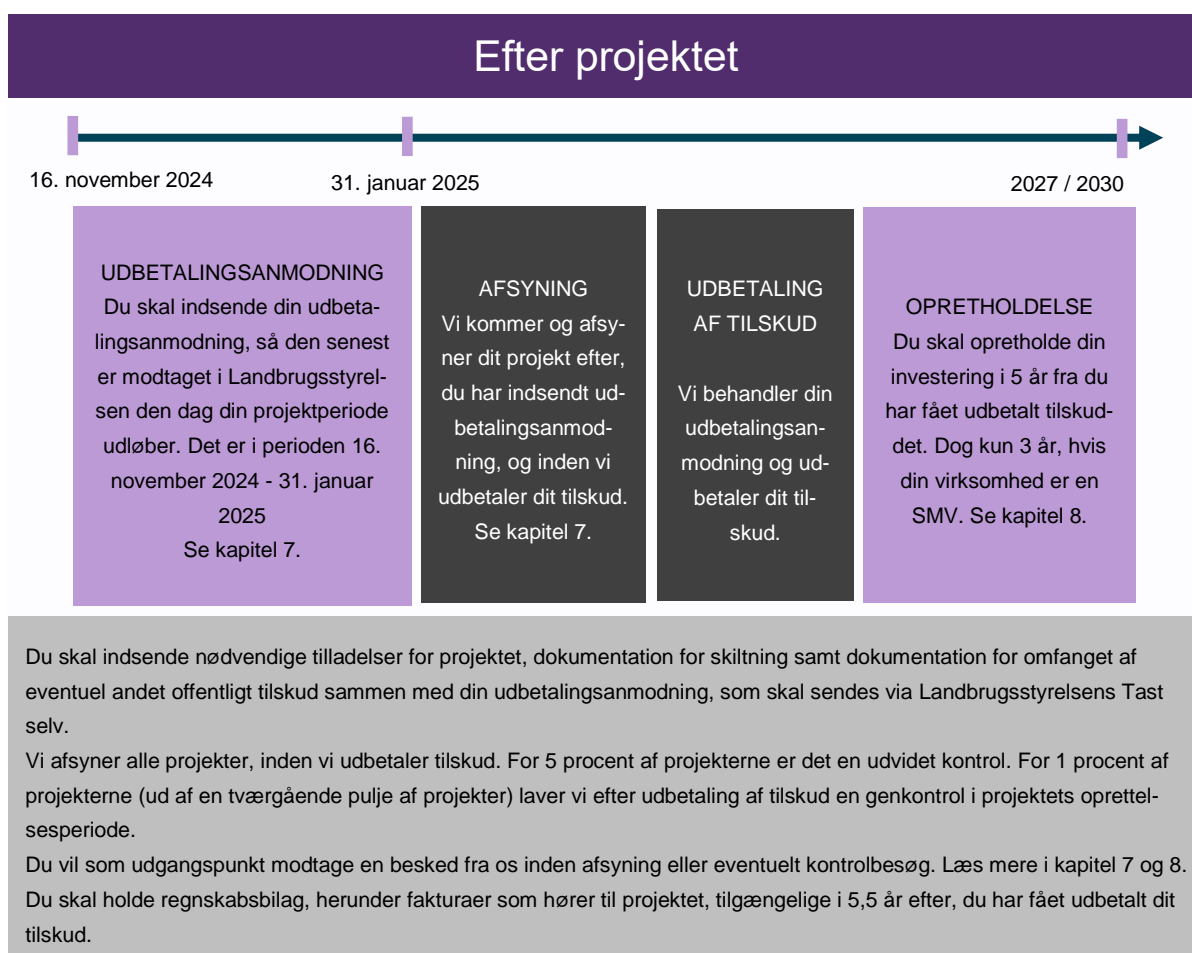 Efter projektet
16. november 2024
31. januar 2025
2027 / 2030
UDBETALINGSANMODNING
Du skal indsende din udbeta-
lingsanmodning, så den senest
er modtaget i Landbrugsstyrel-
sen den dag din projektperiode
udløber. Det er i perioden 16.
november 2024 - 31. januar
2025
Se kapitel 7.
AFSYNING
Vi kommer og afsy-
ner dit projekt efter,
du har indsendt ud-
betalingsanmod-
ning, og inden vi
udbetaler dit tilskud.
Se kapitel 7.
UDBETALING
AF TILSKUD
Vi behandler din
udbetalingsan-
modning og ud-
betaler dit til-
skud.
OPRETHOLDELSE
Du skal opretholde din
investering i 5 år fra du
har fået udbetalt tilskud-
det. Dog kun 3 år, hvis
din virksomhed er en
SMV. Se kapitel 8.
Du skal indsende nødvendige tilladelser for projektet, dokumentation for skiltning samt dokumentation for omfanget af
eventuel andet offentligt tilskud sammen med din udbetalingsanmodning, som skal sendes via Landbrugsstyrelsens Tast
selv.
Vi afsyner alle projekter, inden vi udbetaler tilskud. For 5 procent af projekterne er det en udvidet kontrol. For 1 procent af
projekterne (ud af en tværgående pulje af projekter) laver vi efter udbetaling af tilskud en genkontrol i projektets oprettel-
sesperiode.
Du vil som udgangspunkt modtage en besked fra os inden afsyning eller eventuelt kontrolbesøg. Læs mere i kapitel 7 og 8.
Du skal holde regnskabsbilag, herunder fakturaer som hører til projektet, tilgængelige i 5,5 år efter, du har fået udbetalt dit
tilskud.